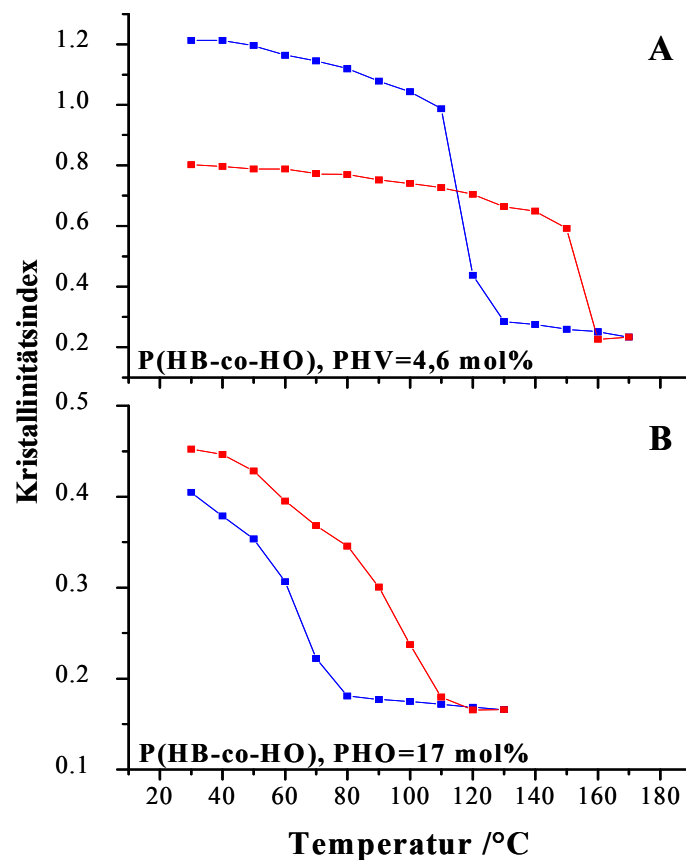 A
1.2
1.0
0.8
0.6
0.4
0.2
P(HB-co-HO), PHV=4,6 mol%
Kristallinitätsindex
B
0.5
0.4
0.3
0.2
0.1
P(HB-co-HO), PHO=17 mol%
20 40 60 80 100 120 140 160 180
Temperatur /°C